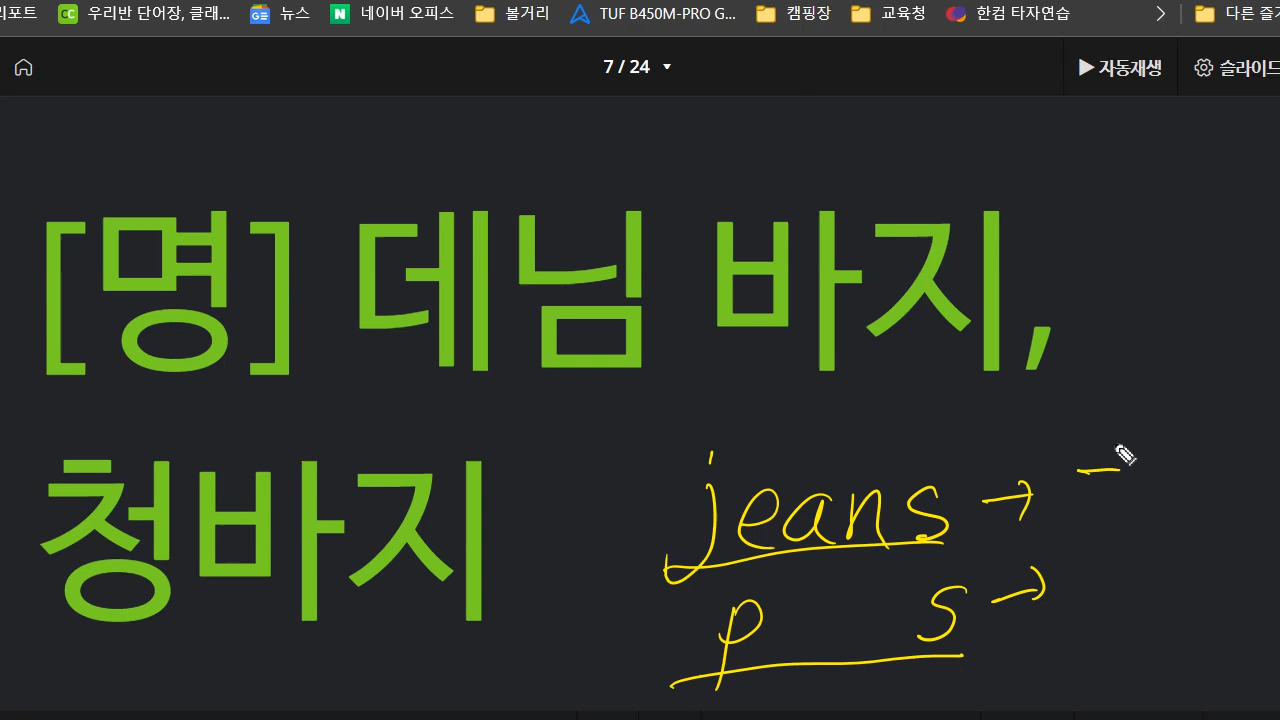 리포트 우리반 단어장, 클래... 뉴스 네이버 오피스 볼거리 TUF B450M-PRO G... 캠핑장 교육청 한컴 타자연습 다른 즐겨
7 / 24 자동재생 슬라이드
[명] 데님 바지,
청바지
jeans →
p s →